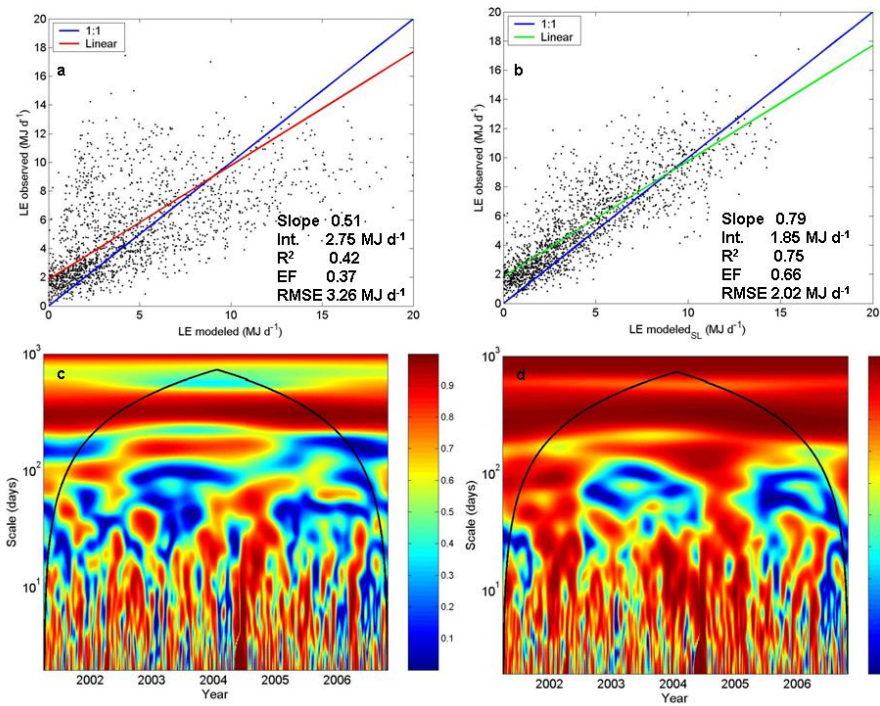 1:1
Linear
a
LE observed (MJ d-1)
20
18
16
14
12
10
8
6
4
2
0
Slope 0.51
Int. 2.75 MJ d-1
R2 0.42
EF 0.37
RMSE 3.26 MJ d-1
0 5 10 15 20
LE modeled (MJ d-1)
1:1
Linear
b
LE observed (MJ d-1)
20
18
16
14
12
10
8
6
4
2
0
Slope 0.79
Int. 1.85 MJ d-1
R2 0.75
EF 0.66
RMSE 2.02 MJ d-1
0 5 10 15 20
LE modeledSL (MJ d-1)
c
Scale (days)
103
102
101
2002 2003 2004 2005 2006
Year
0.9
0.8
0.7
0.6
0.5
0.4
0.3
0.2
0.1
d
Scale (days)
103
102
101
2002 2003 2004 2005 2006
Year